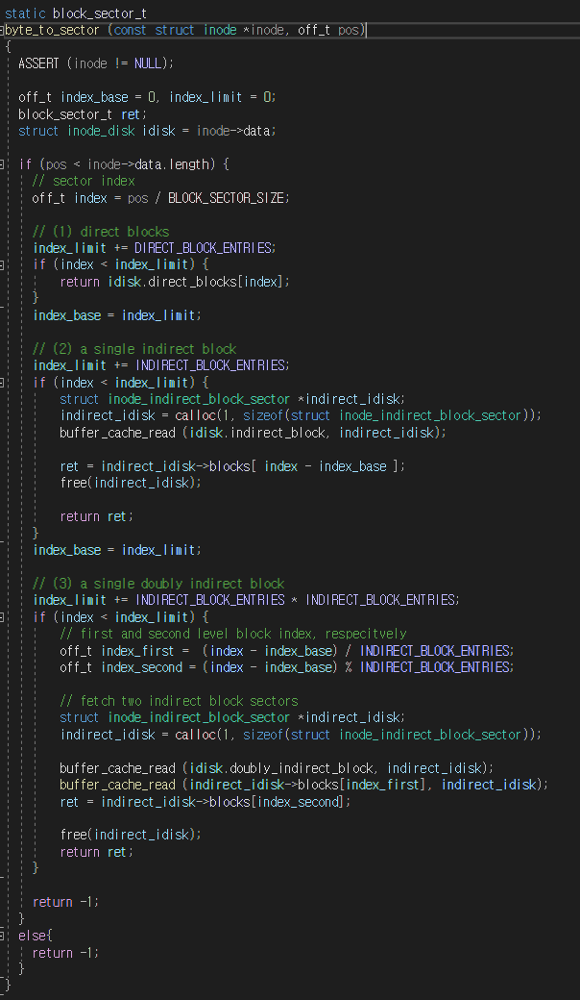 static block_sector_t
byte_to_sector (const struct inode *inode, off_t pos)
{
  ASSERT (inode != NULL);

  off_t index_base = 0, index_limit = 0;
  block_sector_t ret;
  struct inode_disk idisk = inode->data;

  if (pos < inode->data.length) {
    // sector index
    off_t index = pos / BLOCK_SECTOR_SIZE;

    // (1) direct blocks
    index_limit += DIRECT_BLOCK_ENTRIES;
    if (index < index_limit) {
        return idisk.direct_blocks[index];
    }
    index_base = index_limit;

    // (2) a single indirect block
    index_limit += INDIRECT_BLOCK_ENTRIES;
    if (index < index_limit) {
        struct inode_indirect_block_sector *indirect_idisk;
        indirect_idisk = calloc(1, sizeof(struct inode_indirect_block_sector));
        buffer_cache_read (idisk.indirect_block, indirect_idisk);

        ret = indirect_idisk->blocks[ index - index_base ];
        free(indirect_idisk);

        return ret;
    }
    index_base = index_limit;

    // (3) a single doubly indirect block
    index_limit += INDIRECT_BLOCK_ENTRIES * INDIRECT_BLOCK_ENTRIES;
    if (index < index_limit) {
        // first and second level block index, respecitvely
        off_t index_first =  (index - index_base) / INDIRECT_BLOCK_ENTRIES;
        off_t index_second = (index - index_base) % INDIRECT_BLOCK_ENTRIES;

        // fetch two indirect block sectors
        struct inode_indirect_block_sector *indirect_idisk;
        indirect_idisk = calloc(1, sizeof(struct inode_indirect_block_sector));

        buffer_cache_read (idisk.doubly_indirect_block, indirect_idisk);
        buffer_cache_read (indirect_idisk->blocks[index_first], indirect_idisk);
        ret = indirect_idisk->blocks[index_second];

        free(indirect_idisk);
        return ret;
    }

    return -1;
  }
  else{
    return -1;
  }
}